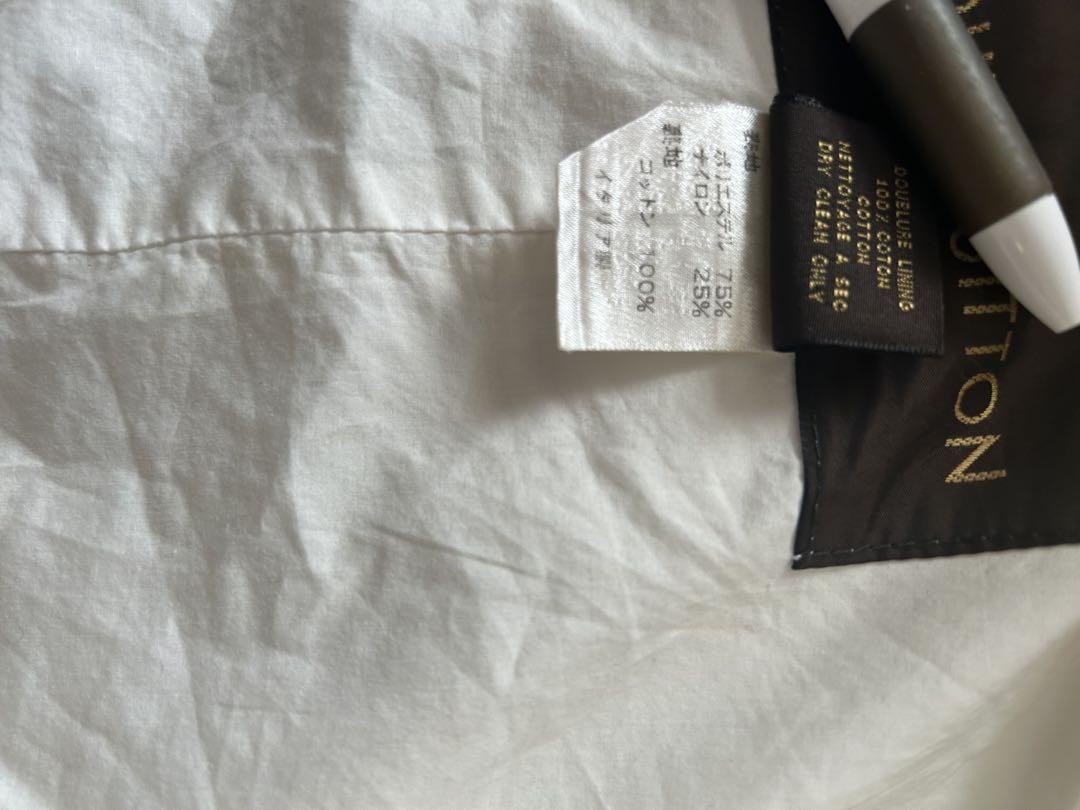 UITTON
DOUBLURE LINING
100% COTON
COTTON
NETTOYAGE A SEC
DRY CLEAN ONLY
表地
ポリエステル 75%
ナイロン 25%
裏地
コットン 100%
イタリア製